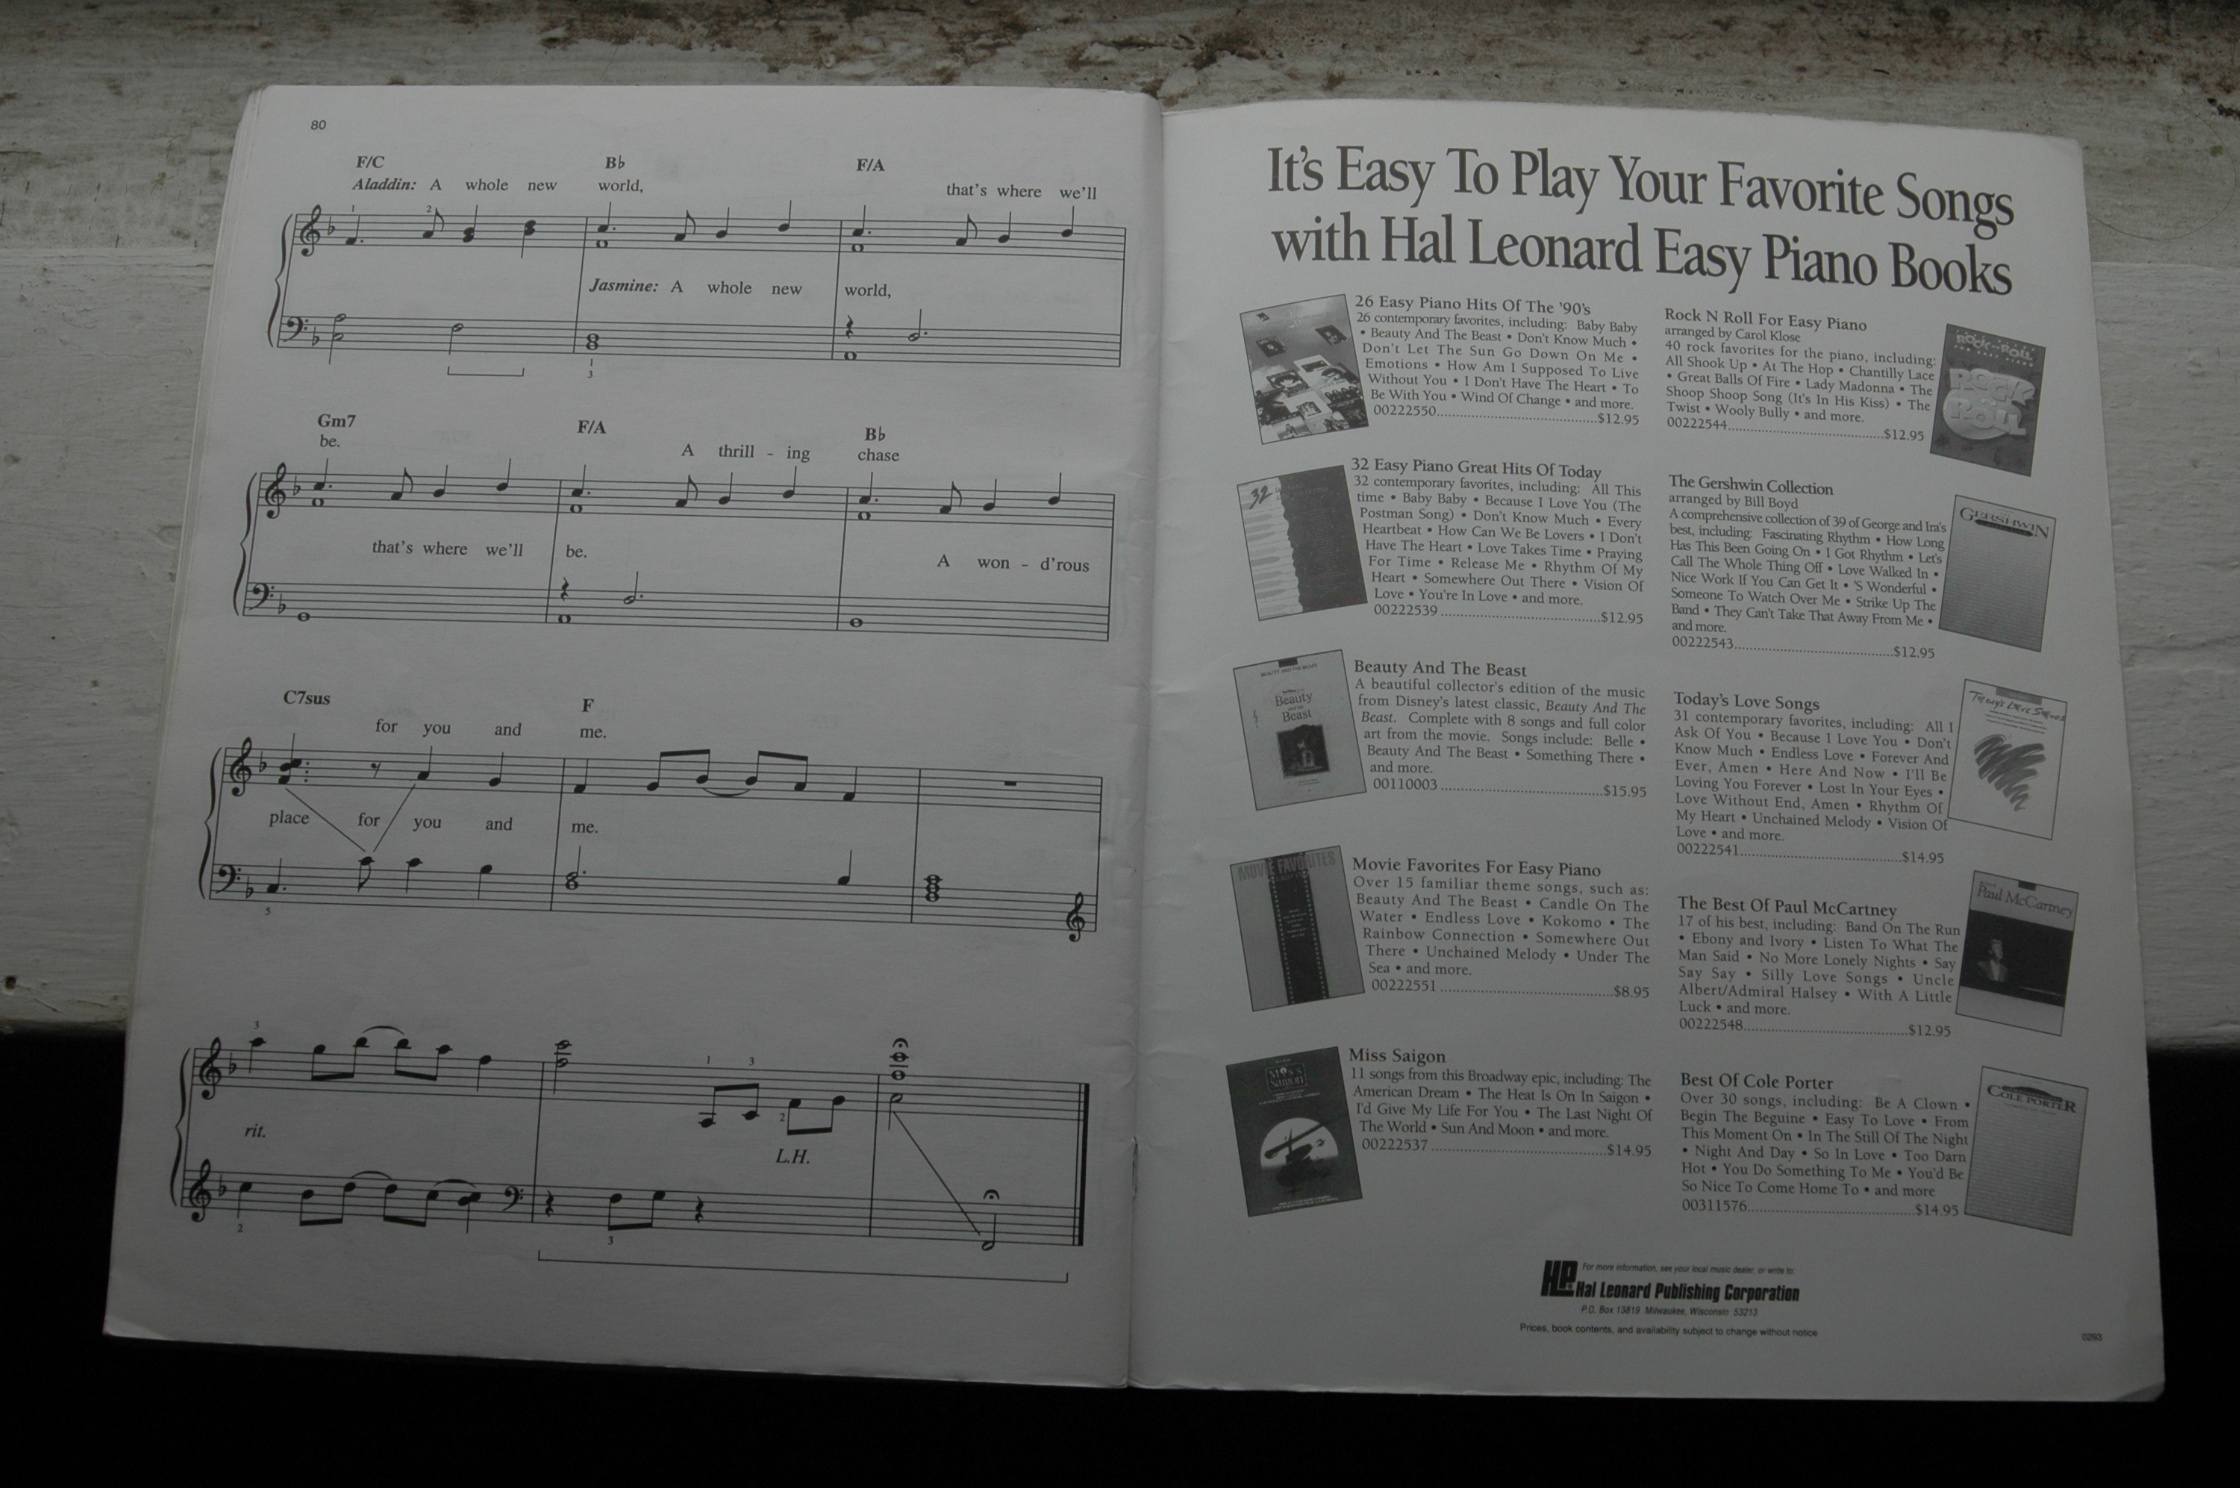 80
F/C B♭ F/A
Aladdin: A whole new world, that's where we'll
1 2
Jasmine: A whole new world,
1
3
Gm7 F/A B♭
be. A thrill - ing chase
that's where we'll be. A won - d'rous
C7sus F
for you and me.
place for you and me.
5
3
1 3
2
rit.
L.H.
2
3
It's Easy To Play Your Favorite Songs
with Hal Leonard Easy Piano Books
26 Easy Piano Hits Of The '90's
26 contemporary favorites, including: Baby Baby
• Beauty And The Beast • Don't Know Much •
Don't Let The Sun Go Down On Me •
Emotions • How Am I Supposed To Live
Without You • I Don't Have The Heart • To
Be With You • Wind Of Change • and more.
00222550..............................$12.95
32
32 Easy Piano Great Hits Of Today
32 contemporary favorites, including: All This
time • Baby Baby • Because I Love You (The
Postman Song) • Don't Know Much • Every
Heartbeat • How Can We Be Lovers • I Don't
Have The Heart • Love Takes Time • Praying
For Time • Release Me • Rhythm Of My
Heart • Somewhere Out There • Vision Of
Love • You're In Love • and more.
00222539..............................$12.95
Beauty
Beast
Beauty And The Beast
A beautiful collector's edition of the music
from Disney's latest classic, Beauty And The
Beast. Complete with 8 songs and full color
art from the movie. Songs include: Belle •
Beauty And The Beast • Something There •
and more.
00110003..............................$15.95
MOVIE FAVORITES
Movie Favorites For Easy Piano
Over 15 familiar theme songs, such as:
Beauty And The Beast • Candle On The
Water • Endless Love • Kokomo • The
Rainbow Connection • Somewhere Out
There • Unchained Melody • Under The
Sea • and more.
00222551..............................$8.95
MISS
SAIGON
Miss Saigon
11 songs from this Broadway epic, including: The
American Dream • The Heat Is On In Saigon •
I'd Give My Life For You • The Last Night Of
The World • Sun And Moon • and more.
00222537..............................$14.95
Rock N Roll For Easy Piano
arranged by Carol Klose
40 rock favorites for the piano, including:
All Shook Up • At The Hop • Chantilly Lace
• Great Balls Of Fire • Lady Madonna • The
Shoop Shoop Song (It's In His Kiss) • The
Twist • Wooly Bully • and more.
00222544..............................$12.95
ROCK N' ROLL
ROCK
ROLL
The Gershwin Collection
arranged by Bill Boyd
A comprehensive collection of 39 of George and Ira's
best, including: Fascinating Rhythm • How Long
Has This Been Going On • I Got Rhythm • Let's
Call The Whole Thing Off • Love Walked In •
Nice Work If You Can Get It • 'S Wonderful •
Someone To Watch Over Me • Strike Up The
Band • They Can't Take That Away From Me •
and more.
00222543..............................$12.95
GERSHWIN
Today's Love Songs
31 contemporary favorites, including: All I
Ask Of You • Because I Love You • Don't
Know Much • Endless Love • Forever And
Ever, Amen • Here And Now • I'll Be
Loving You Forever • Lost In Your Eyes •
Love Without End, Amen • Rhythm Of
My Heart • Unchained Melody • Vision Of
Love • and more.
00222541..............................$14.95
TODAY'S LOVE SONGS
The Best Of Paul McCartney
17 of his best, including: Band On The Run
• Ebony and Ivory • Listen To What The
Man Said • No More Lonely Nights • Say
Say Say • Silly Love Songs • Uncle
Albert/Admiral Halsey • With A Little
Luck • and more.
00222548..............................$12.95
Paul McCartney
Best Of Cole Porter
Over 30 songs, including: Be A Clown •
Begin The Beguine • Easy To Love • From
This Moment On • In The Still Of The Night
• Night And Day • So In Love • Too Darn
Hot • You Do Something To Me • You'd Be
So Nice To Come Home To • and more
00311576..............................$14.95
COLE PORTER
For more information, see your local music dealer, or write to:
Hal Leonard Publishing Corporation
P.O. Box 13819 Milwaukee, Wisconsin 53213
Prices, book contents, and availability subject to change without notice
0293